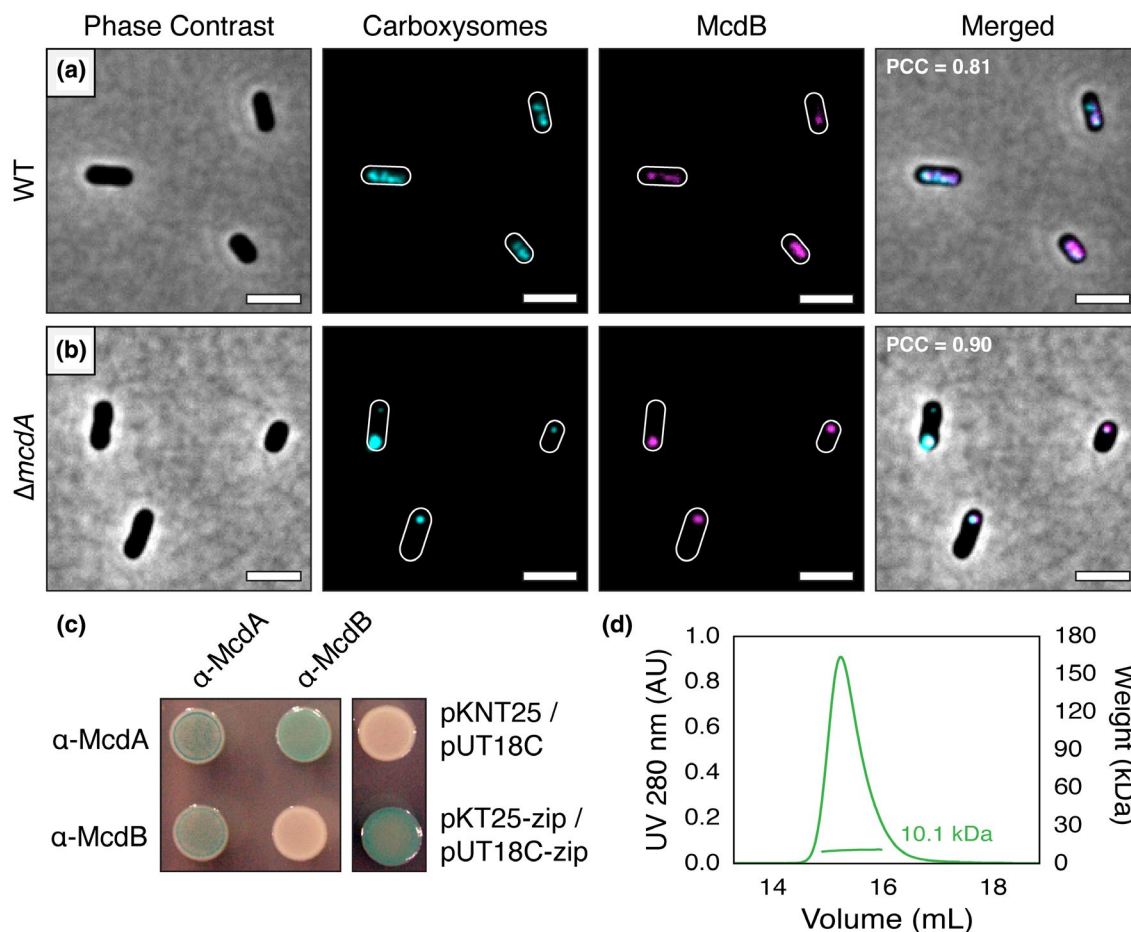 Phase Contrast
Carboxysomes
McdB
Merged
(a)
PCC = 0.81
WT
(b)
PCC = 0.90
ΔmcdA
(c)
α-McdA
α-McdB
α-McdA
pKNT25 /
pUT18C
α-McdB
pKT25-zip /
pUT18C-zip
(d)
UV 280 nm (AU)
1.0
0.8
0.6
0.4
0.2
0.0
180
150
120
90
60
30
0
Weight (kDa)
10.1 kDa
14
16
18
Volume (mL)